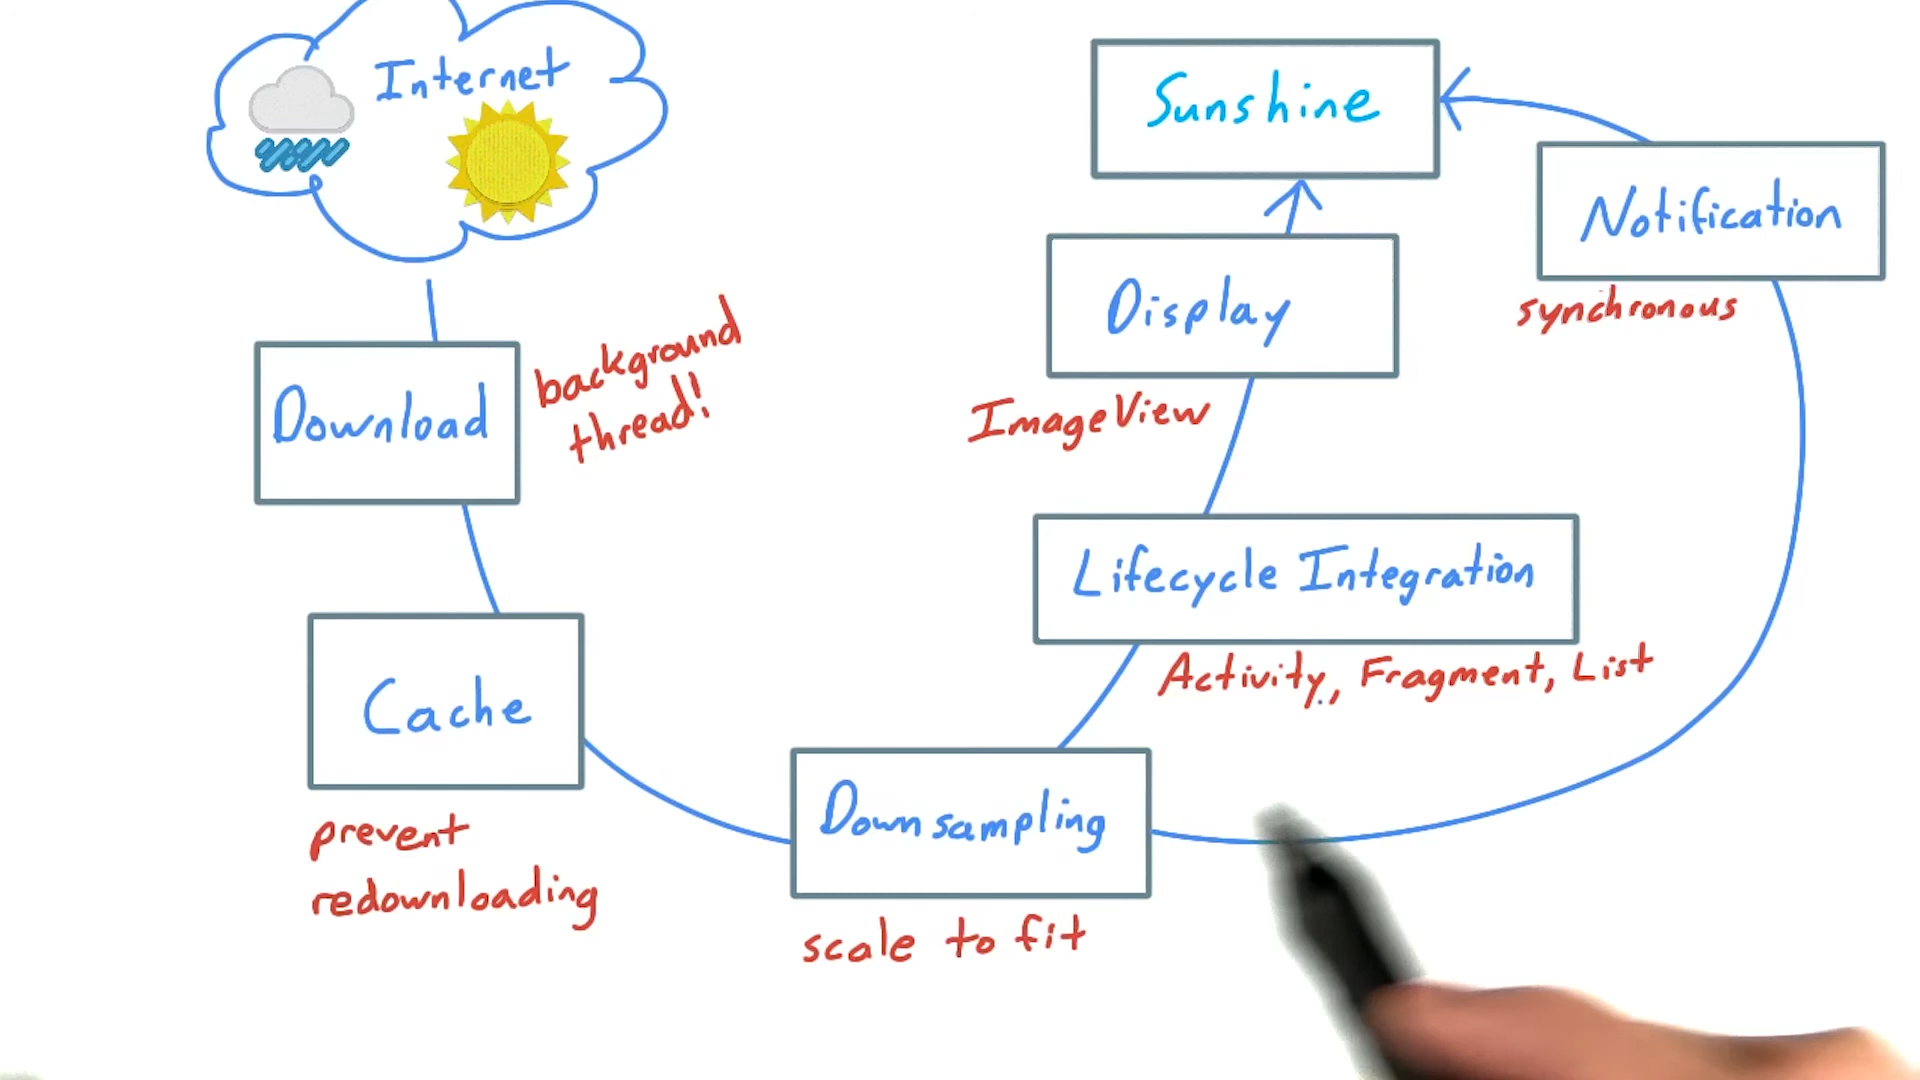 Internet
Download
background
thread!
Cache
prevent
redownloading
Downsampling
scale to fit
Lifecycle Integration
Activity, Fragment, List
Display
ImageView
Sunshine
Notification
synchronous